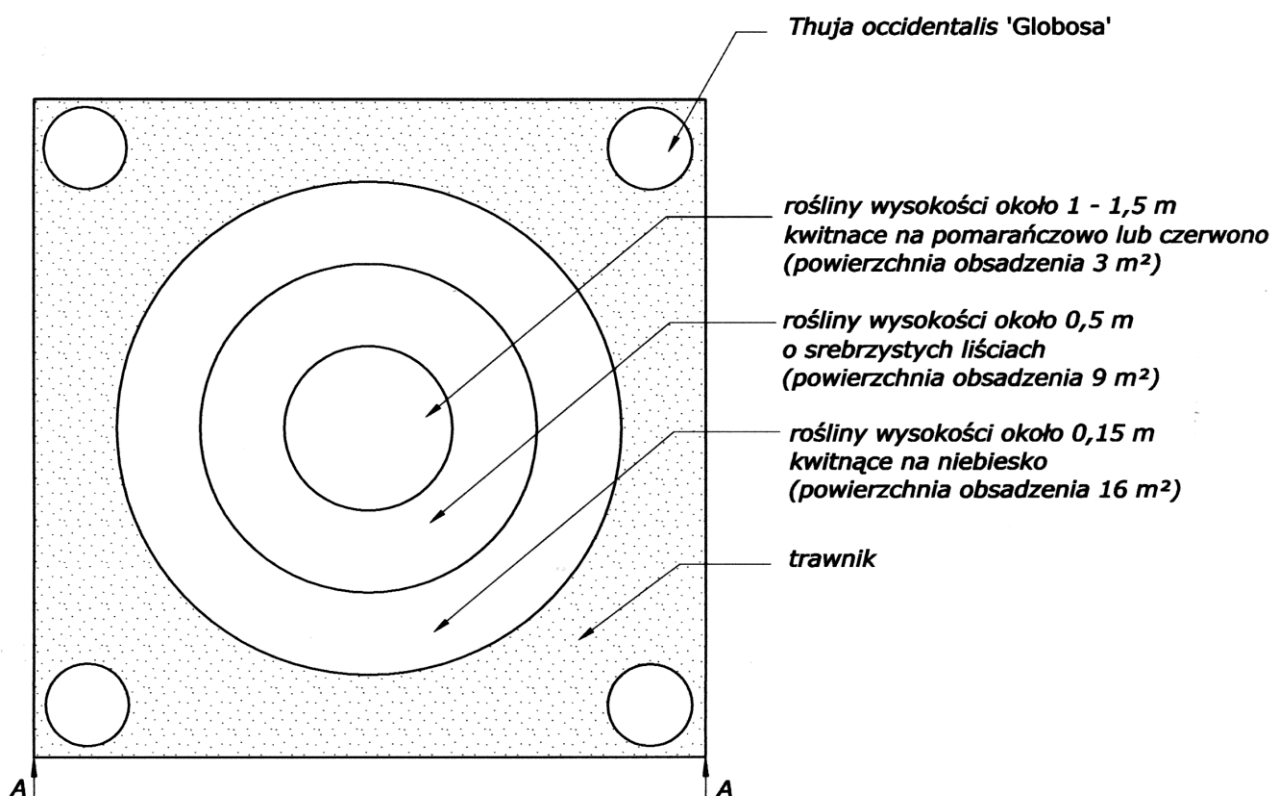 Thuja occidentalis 'Globosa'
rośliny wysokości około 1 - 1,5 m
kwitnace na pomarańczowo lub czerwono
(powierzchnia obsadzenia 3 m²)
rośliny wysokości około 0,5 m
o srebrzystych liściach
(powierzchnia obsadzenia 9 m²)
rośliny wysokości około 0,15 m
kwitnące na niebiesko
(powierzchnia obsadzenia 16 m²)
trawnik
A A